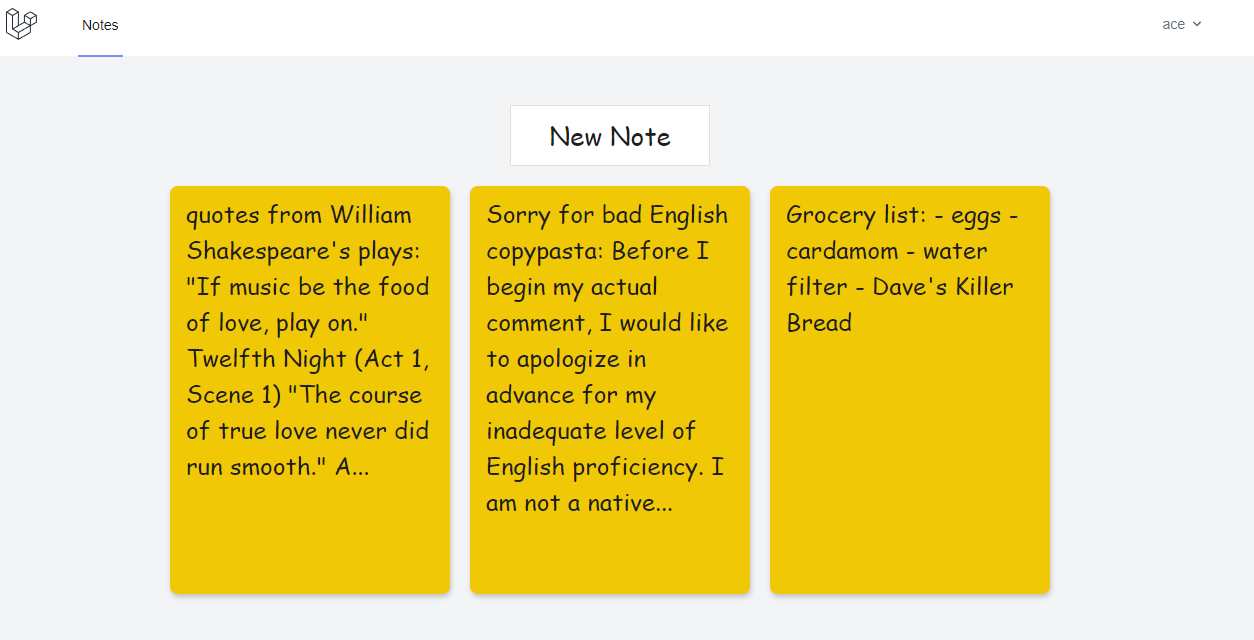 Notes
ace
New Note
quotes from William
Shakespeare's plays:
"If music be the food
of love, play on."
Twelfth Night (Act 1,
Scene 1) "The course
of true love never did
run smooth." A...
Sorry for bad English
copypasta: Before I
begin my actual
comment, I would like
to apologize in
advance for my
inadequate level of
English proficiency. I
am not a native...
Grocery list: - eggs -
cardamom - water
filter - Dave's Killer
Bread